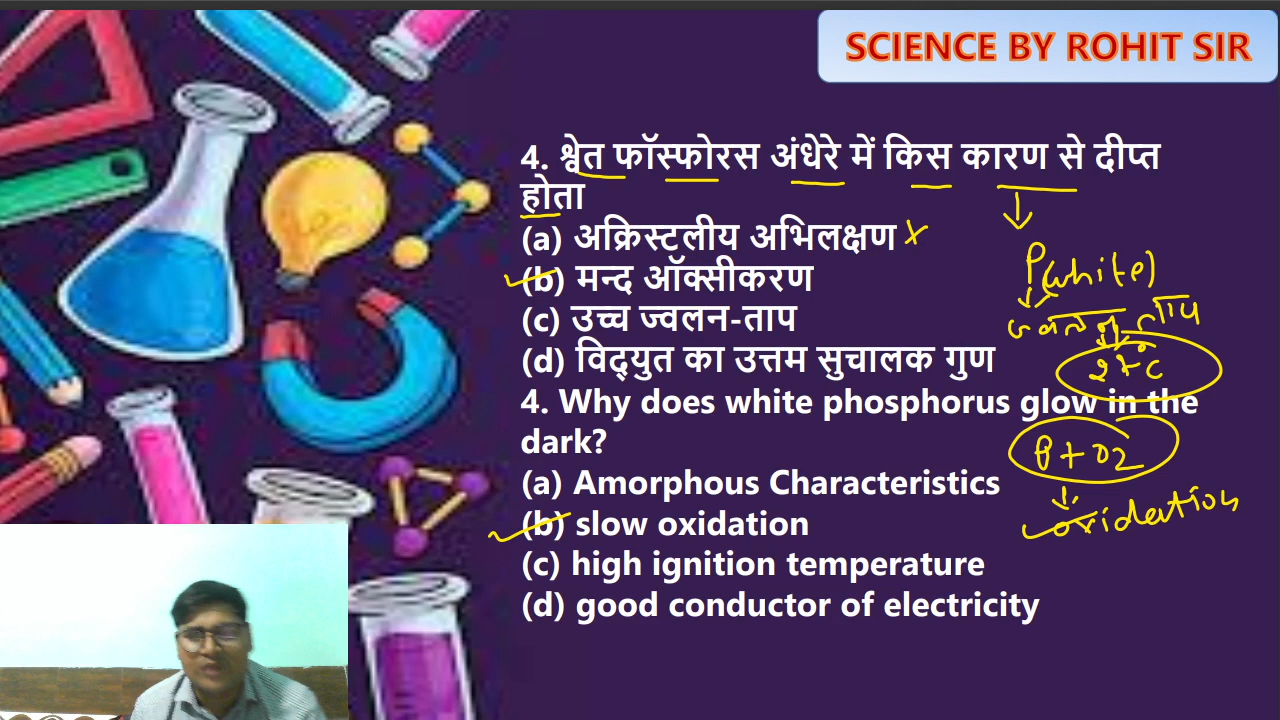 SCIENCE BY ROHIT SIR
4. श्वेत फॉस्फोरस अंधेरे में किस कारण से दीप्त
होता
(a) अक्रिस्टलीय अभिलक्षण
(b) मन्द ऑक्सीकरण
(c) उच्च ज्वलन-ताप
(d) विद्युत का उत्तम सुचालक गुण
4. Why does white phosphorus glow in the
dark?
(a) Amorphous Characteristics
(b) slow oxidation
(c) high ignition temperature
(d) good conductor of electricity
P(white)
ताप
P + O2
oxidation